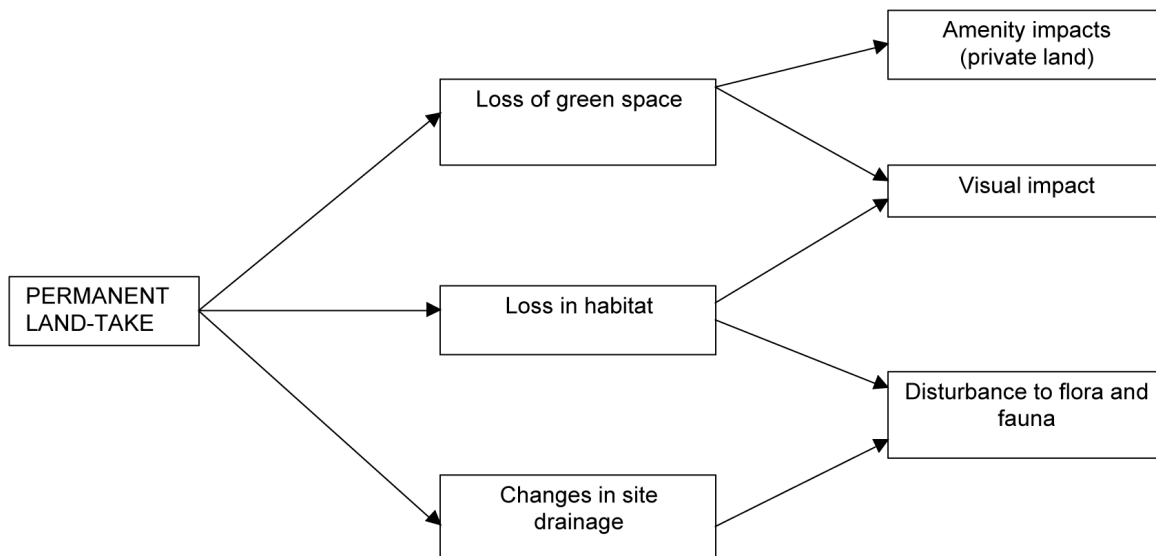 PERMANENT
LAND-TAKE
Loss of green space
Loss in habitat
Changes in site
drainage
Amenity impacts
(private land)
Visual impact
Disturbance to flora and
fauna